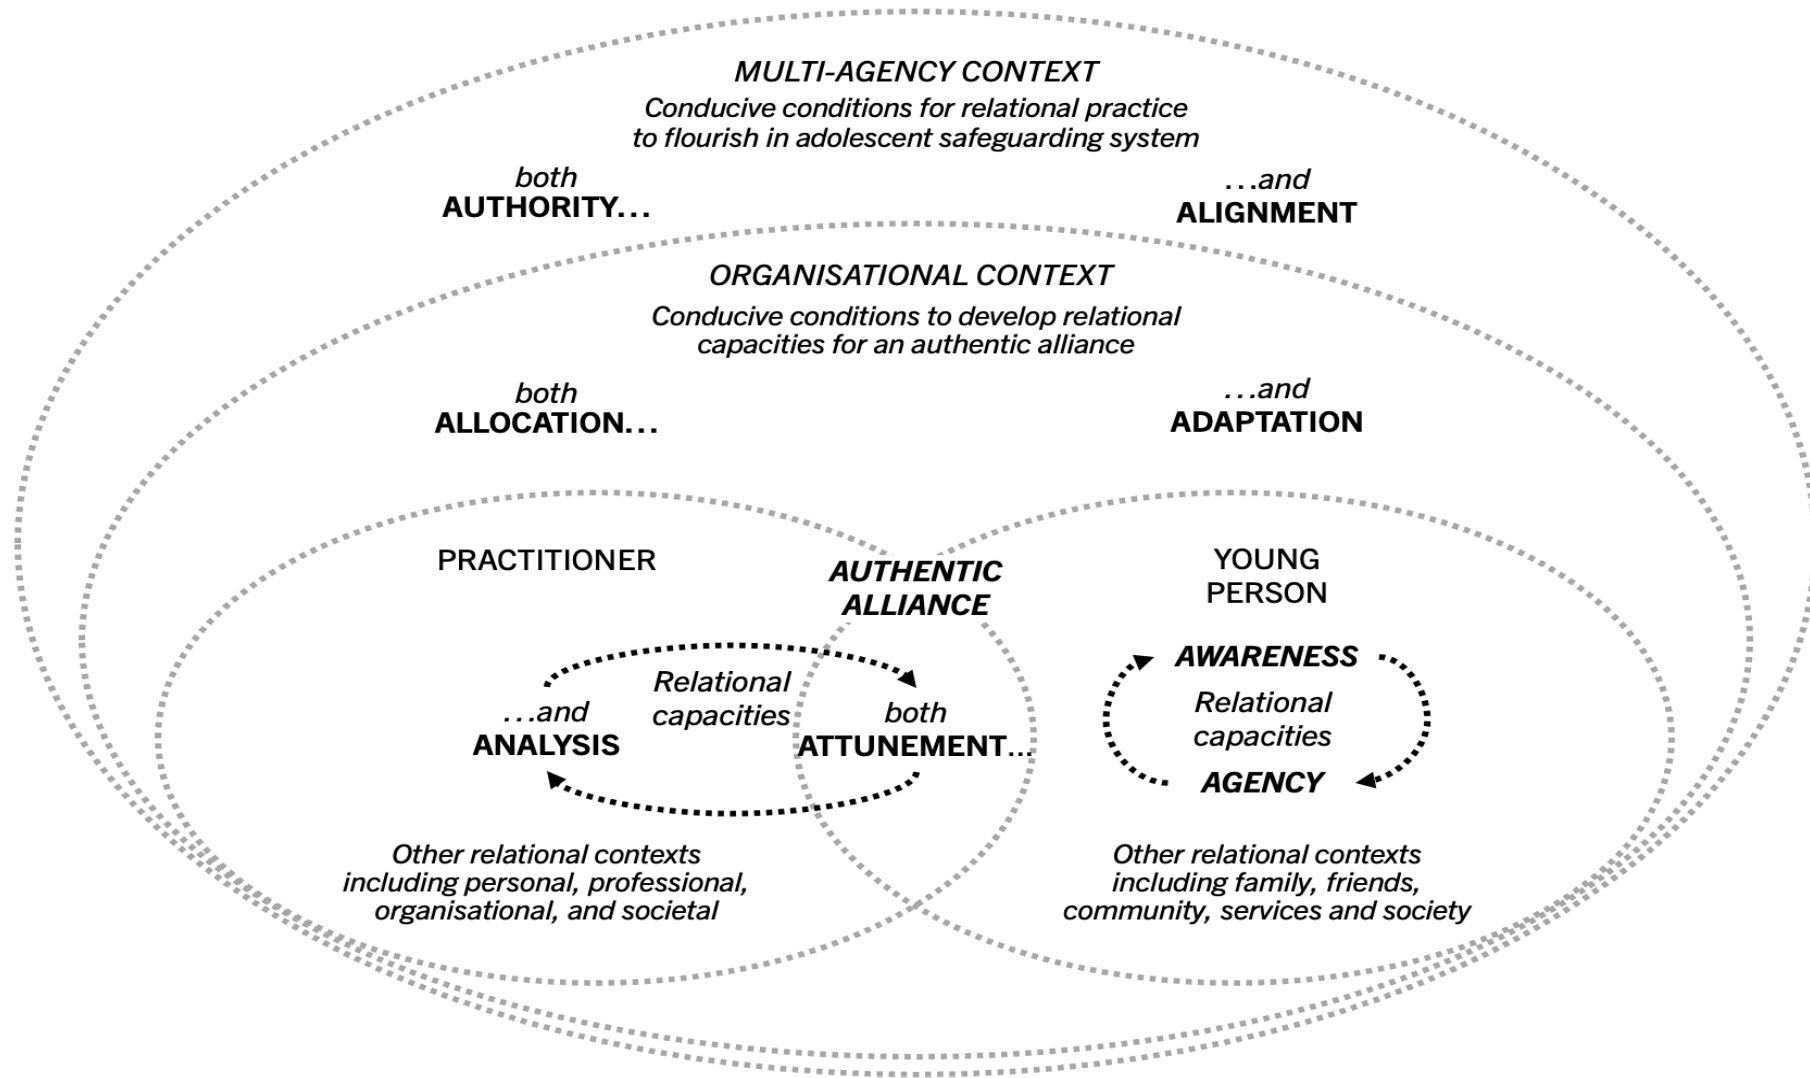 MULTI-AGENCY CONTEXT
Conducive conditions for relational practice
to flourish in adolescent safeguarding system
both
AUTHORITY...
...and
ALIGNMENT
ORGANISATIONAL CONTEXT
Conducive conditions to develop relational
capacities for an authentic alliance
both
ALLOCATION...
...and
ADAPTATION
PRACTITIONER
AUTHENTIC
ALLIANCE
YOUNG
PERSON
Relational
capacities
...and
ANALYSIS
both
ATTUNEMENT...
AWARENESS
Relational
capacities
AGENCY
Other relational contexts
including personal, professional,
organisational, and societal
Other relational contexts
including family, friends,
community, services and society